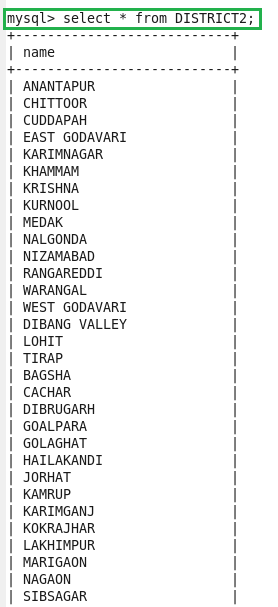 mysql> select * from DISTRICT2;
+---------------------------+
| name                      |
+---------------------------+
| ANANTAPUR                 |
| CHITTOOR                  |
| CUDDAPAH                  |
| EAST GODAVARI             |
| KARIMNAGAR                |
| KHAMMAM                   |
| KRISHNA                   |
| KURNOOL                   |
| MEDAK                     |
| NALGONDA                  |
| NIZAMABAD                 |
| RANGAREDDI                |
| WARANGAL                  |
| WEST GODAVARI             |
| DIBANG VALLEY             |
| LOHIT                     |
| TIRAP                     |
| BAGSHA                    |
| CACHAR                    |
| DIBRUGARH                 |
| GOALPARA                  |
| GOLAGHAT                  |
| HAILAKANDI                |
| JORHAT                    |
| KAMRUP                    |
| KARIMGANJ                 |
| KOKRAJHAR                 |
| LAKHIMPUR                 |
| MARIGAON                  |
| NAGAON                    |
| SIBSAGAR                  |